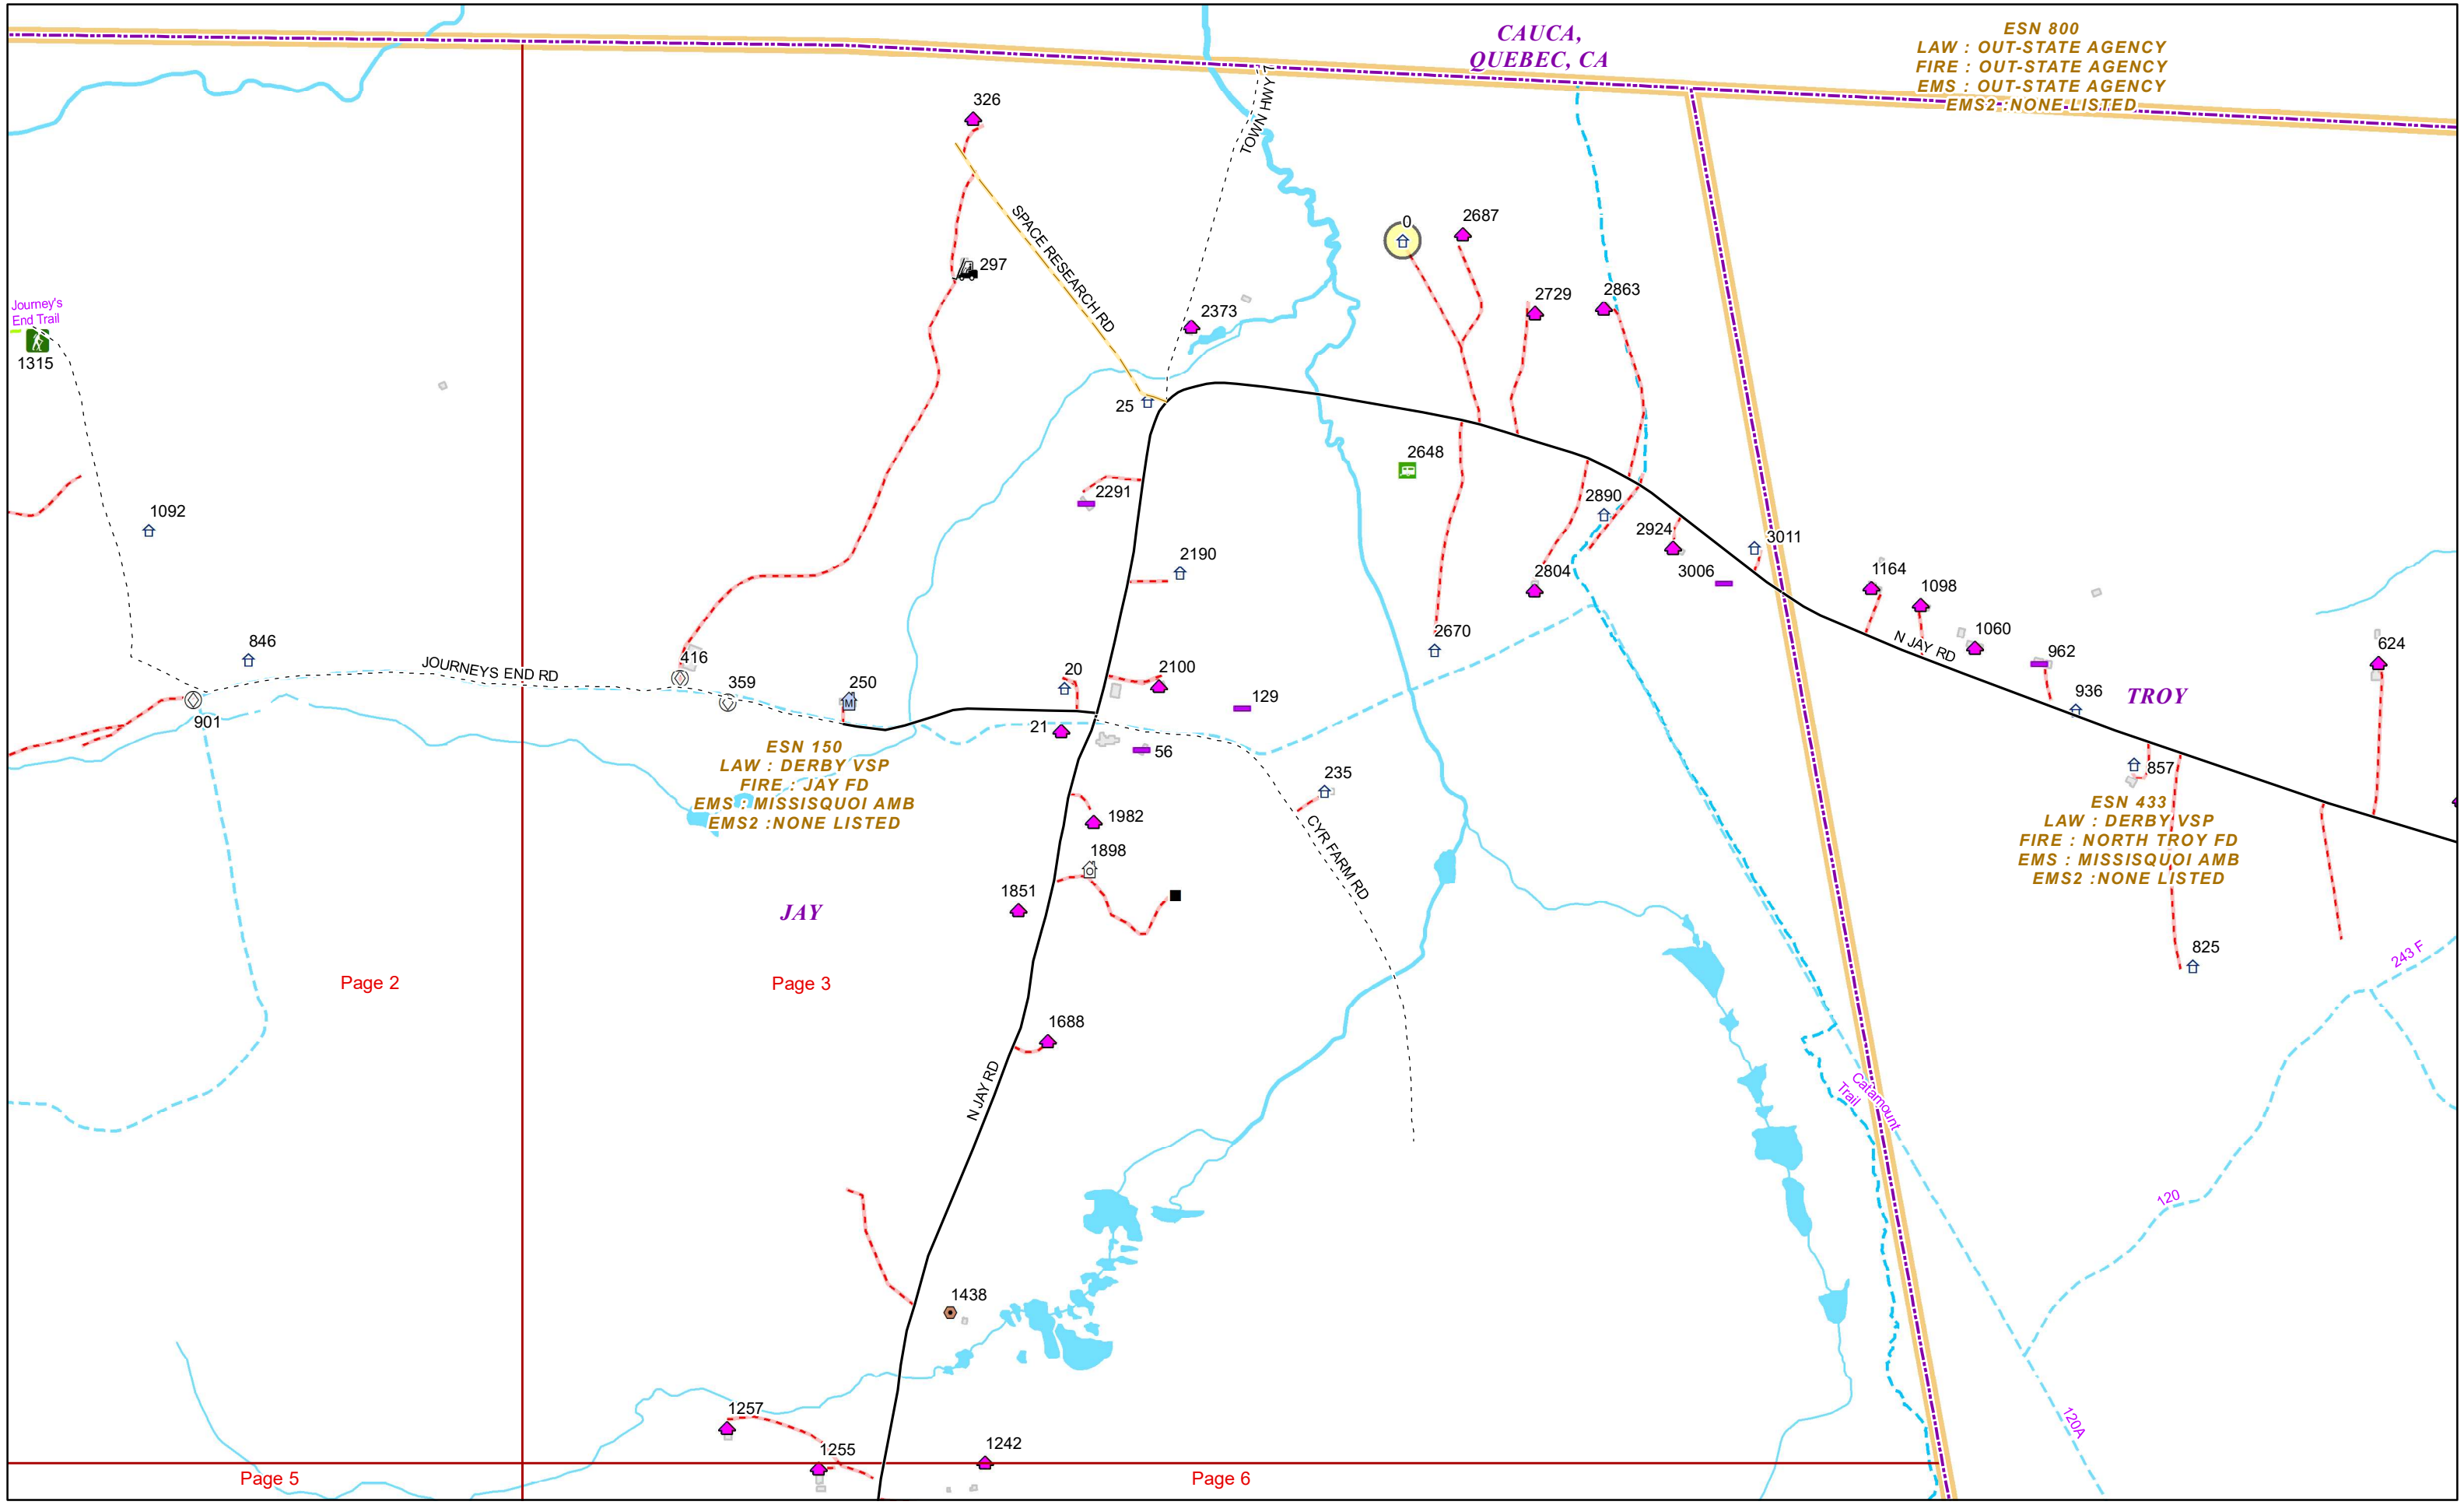 CAUCA,
QUEBEC, CA
ESN 800
LAW : OUT-STATE AGENCY
FIRE : OUT-STATE AGENCY
EMS : OUT-STATE AGENCY
EMS2 :NONE LISTED
326
TOWN HWY 7
SPACE RESEARCH RD
297
0
2687
2729
2863
2373
Journey's
End Trail
1315
25
2648
2291
1092
2890
2924
3011
2190
2804
3006
1164
1098
N JAY RD
1060
962
624
846
JOURNEYS END RD
416
359
250
20
2100
129
2670
936
TROY
901
21
56
857
ESN 150
LAW : DERBY VSP
FIRE : JAY FD
EMS : MISSISQUOI AMB
EMS2 :NONE LISTED
235
CYR FARM RD
ESN 433
LAW : DERBY VSP
FIRE : NORTH TROY FD
EMS : MISSISQUOI AMB
EMS2 :NONE LISTED
1982
1898
1851
JAY
825
243 F
Page 2
Page 3
1688
N JAY RD
Catamount
Trail
120
1438
1257
1255
1242
120A
Page 5
Page 6